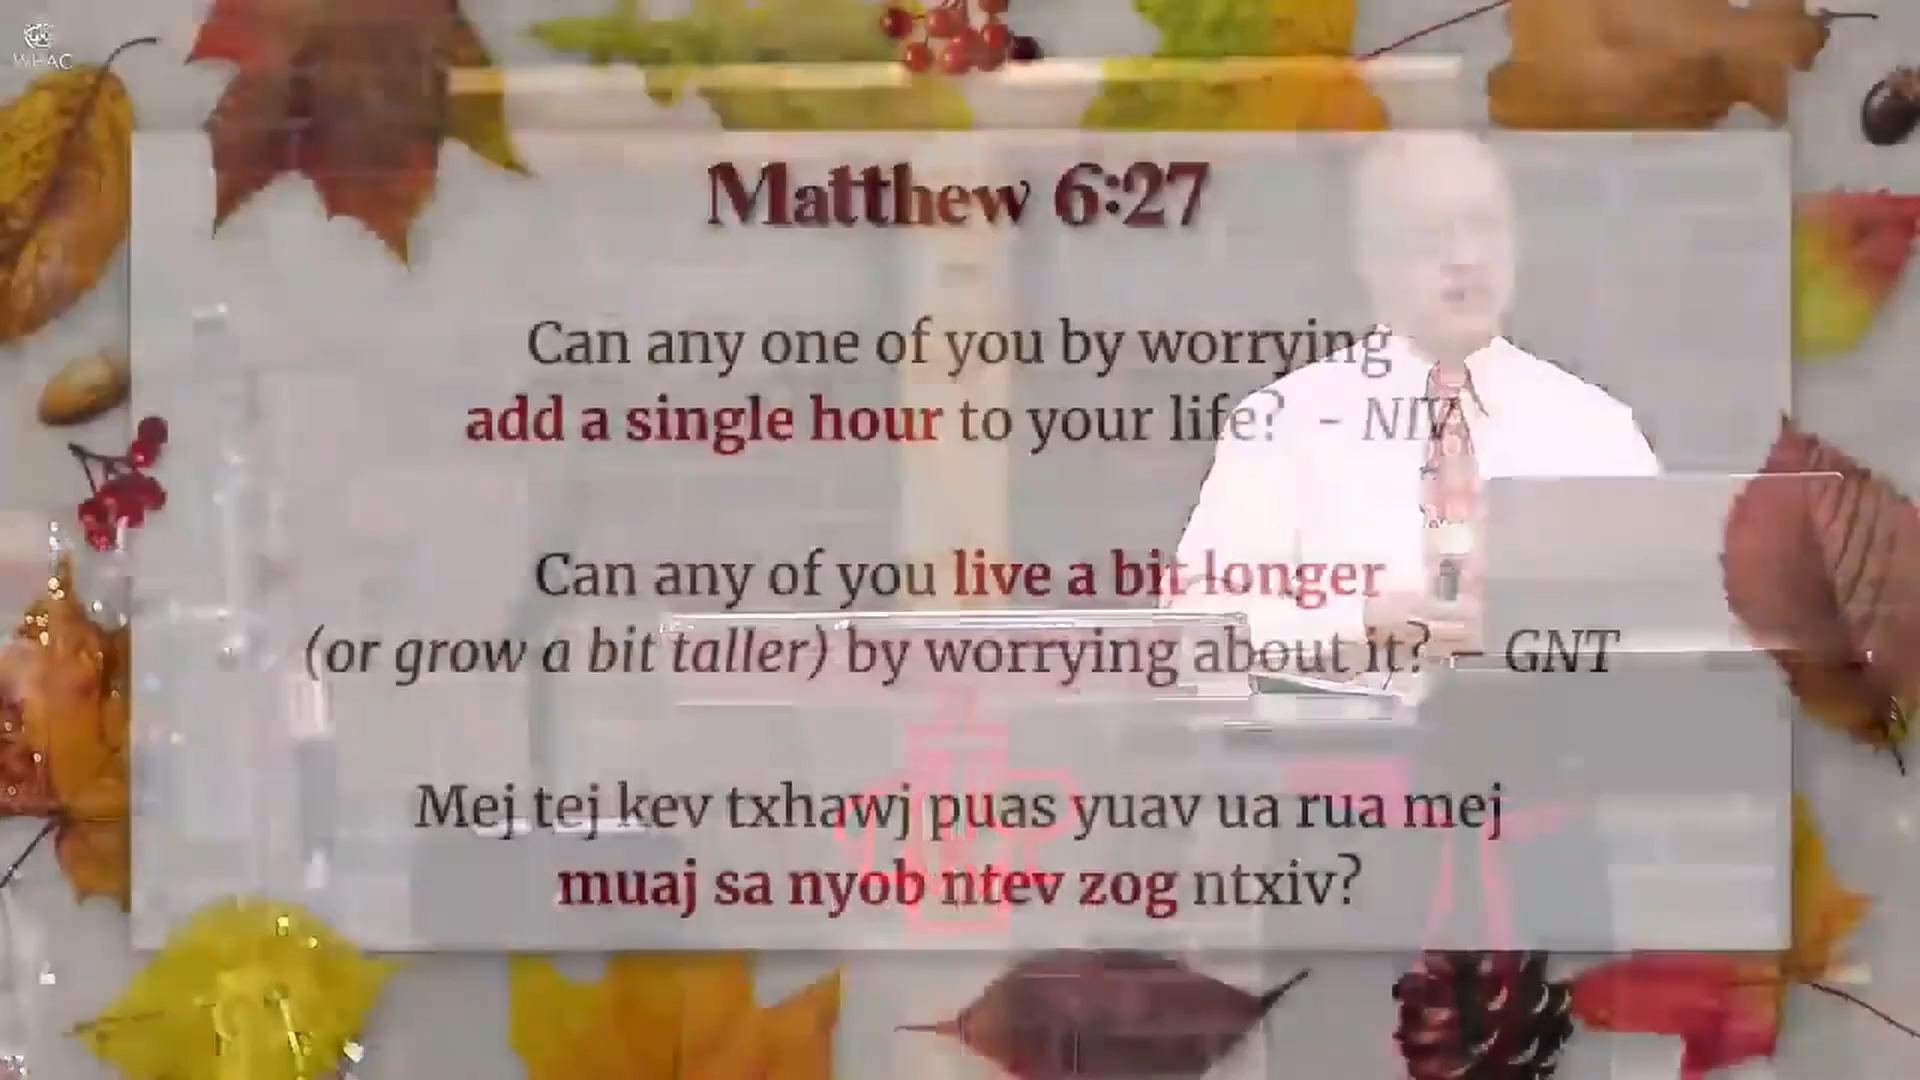 WHAC
Matthew 6:27
Can any one of you by worrying
add a single hour to your life? - NIV
Can any of you live a bit longer
(or grow a bit taller) by worrying about it? – GNT
Mej tej kev txhawj puas yuav ua rua mej
muaj sa nyob ntev zog ntxiv?